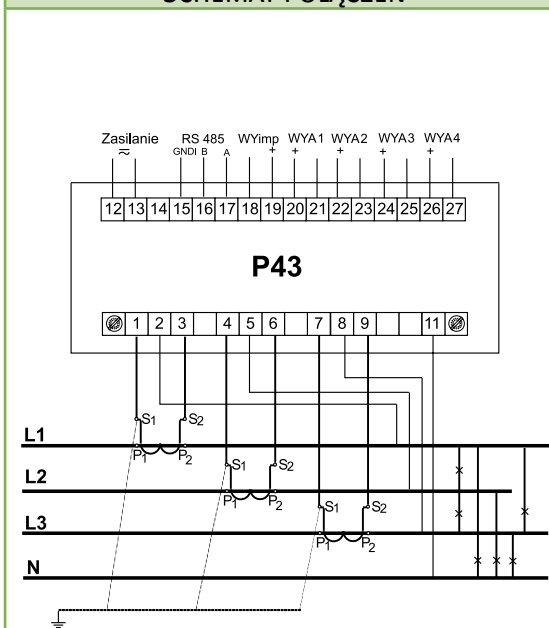 SCHEMAT POŁĄCZEŃ
Zasilanie RS 485 WYimp WYA1 WYA2 WYA3 WYA4
GNDI B A + + + + +
12 13 14 15 16 17 18 19 20 21 22 23 24 25 26 27
P43
1 2 3 4 5 6 7 8 9 11
S1 S2
L1
P1 P2
S1 S2
L2
P1 P2
S1 S2
L3
P1 P2
N